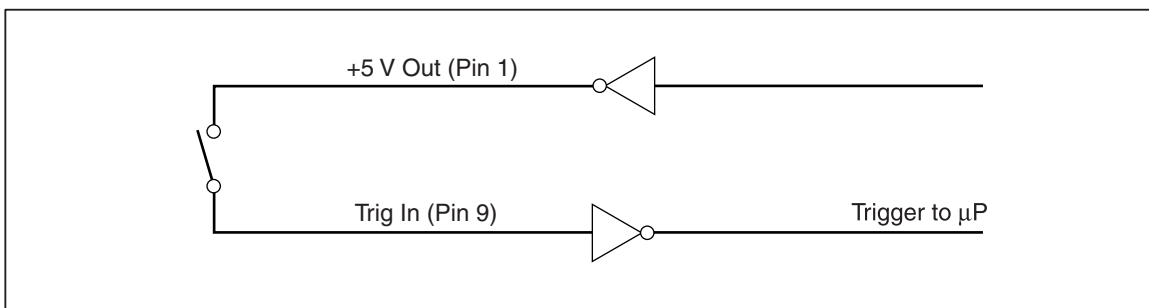 +5 V Out (Pin 1)
Trig In (Pin 9)
Trigger to μP